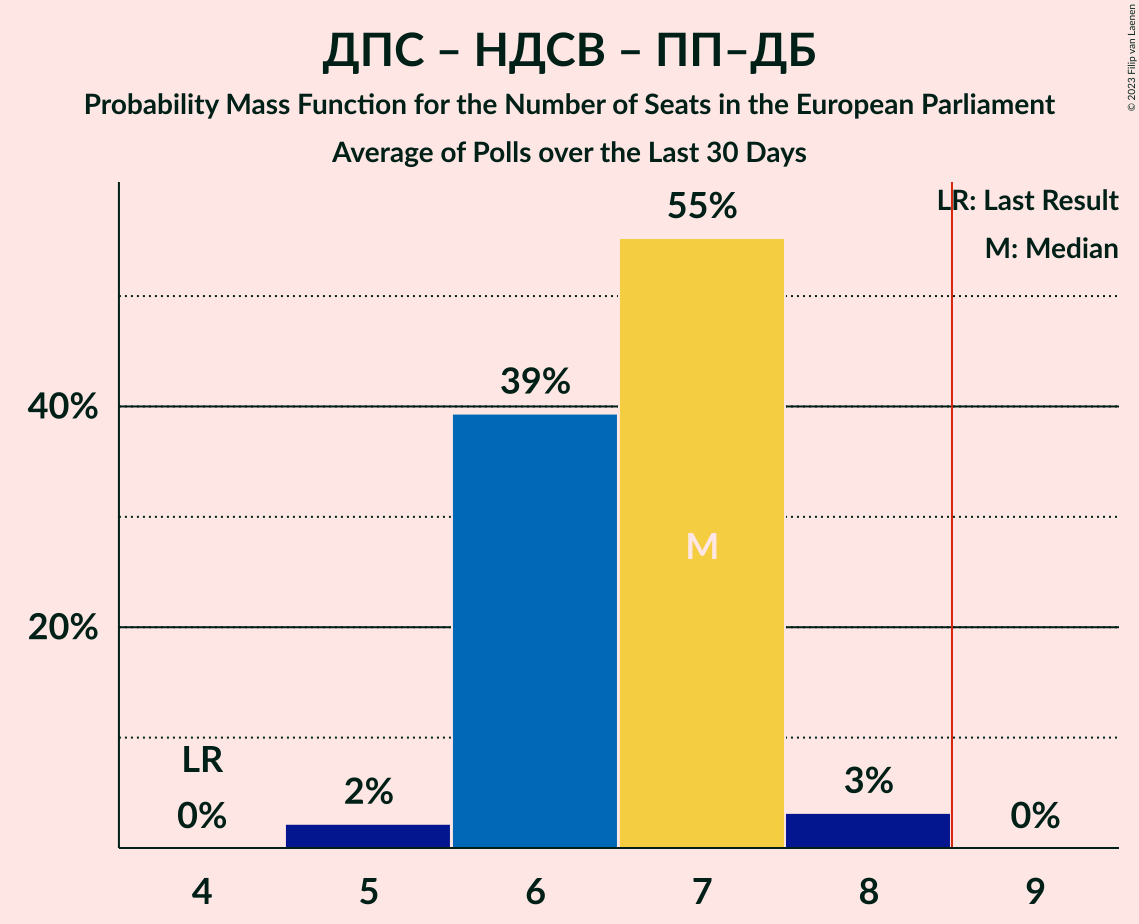 ДПС – НДСВ – ПП–ДБ
Probability Mass Function for the Number of Seats in the European Parliament
Average of Polls over the Last 30 Days
© 2023 Filip van Laenen
LR: Last Result
M: Median
55%
39%
40%
M
20%
LR
0%
2%
3%
0%
4 5 6 7 8 9